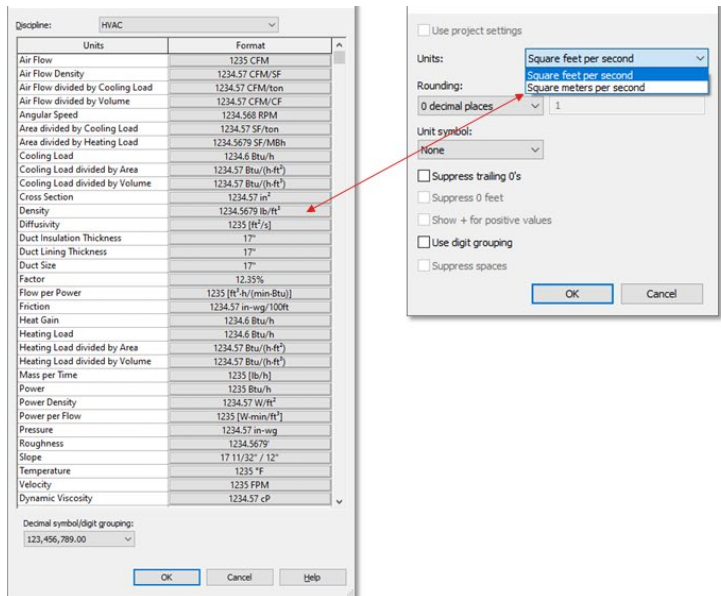 Discipline: HVAC
Units Format
Air Flow 1235 CFM
Air Flow Density 1234.57 CFM/SF
Air Flow divided by Cooling Load 1234.57 CFM/ton
Air Flow divided by Volume 1234.57 CFM/CF
Angular Speed 1234.568 RPM
Area divided by Cooling Load 1234.57 SF/ton
Area divided by Heating Load 1234.5679 SF/MBh
Cooling Load 1234.6 Btu/h
Cooling Load divided by Area 1234.57 Btu/(h·ft²)
Cooling Load divided by Volume 1234.57 Btu/(h·ft³)
Cross Section 1234.57 in²
Density 1234.5679 lb/ft³
Diffusivity 1235 [ft²/s]
Duct Insulation Thickness 17"
Duct Lining Thickness 17"
Duct Size 17"
Factor 12.35%
Flow per Power 1235 [ft³·h/(min·Btu)]
Friction 1234.57 in-wg/100ft
Heat Gain 1234.6 Btu/h
Heating Load 1234.6 Btu/h
Heating Load divided by Area 1234.57 Btu/(h·ft²)
Heating Load divided by Volume 1234.57 Btu/(h·ft³)
Mass per Time 1235 [lb/h]
Power 1235 Btu/h
Power Density 1234.57 W/ft²
Power per Flow 1235 [W·min/ft³]
Pressure 1234.57 in-wg
Roughness 1234.5679'
Slope 17 11/32" / 12"
Temperature 1235 °F
Velocity 1235 FPM
Dynamic Viscosity 1234.57 cP
Decimal symbol/digit grouping:
123,456,789.00
OK Cancel Help
Use project settings
Units: Square feet per second
Square feet per second
Square meters per second
Rounding:
0 decimal places 1
Unit symbol:
None
Suppress trailing 0's
Suppress 0 feet
Show + for positive values
Use digit grouping
Suppress spaces
OK Cancel